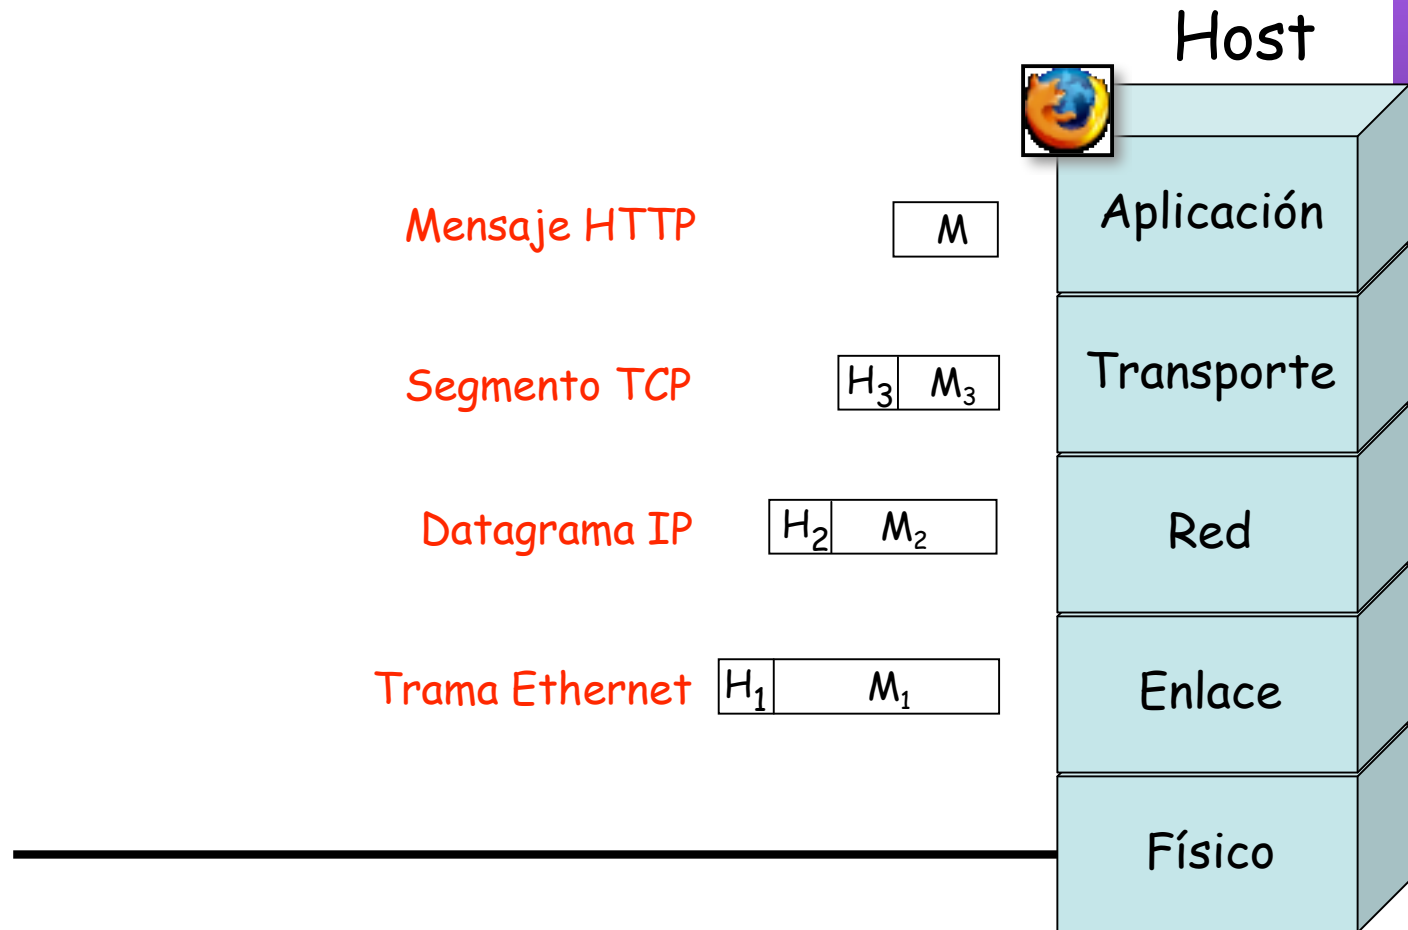 Host
Mensaje HTTP M Aplicación
Segmento TCP H3 M3 Transporte
Datagrama IP H2 M2 Red
Trama Ethernet H1 M1 Enlace
Físico